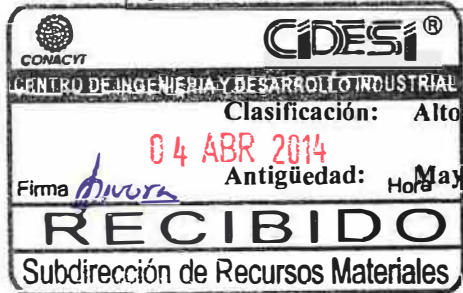 CONACYT
CIDESI®
CENTRO DE INGENIERIA Y DESARROLLO INDUSTRIAL
Clasificación: Alto
04 ABR 2014
Firma Antigüedad: Hora May
RECIBIDO
Subdirección de Recursos Materiales